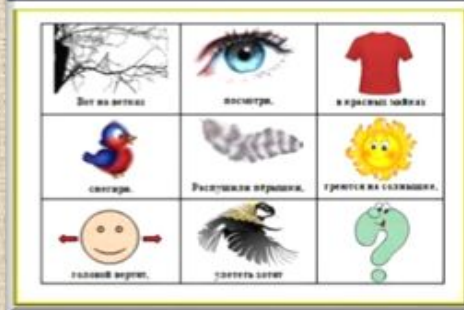 Вот на ветках
посмотри,
в красных майках
снегири.
Распушили пёрышки,
греются на солнышке.
головой вертят,
улететь хотят